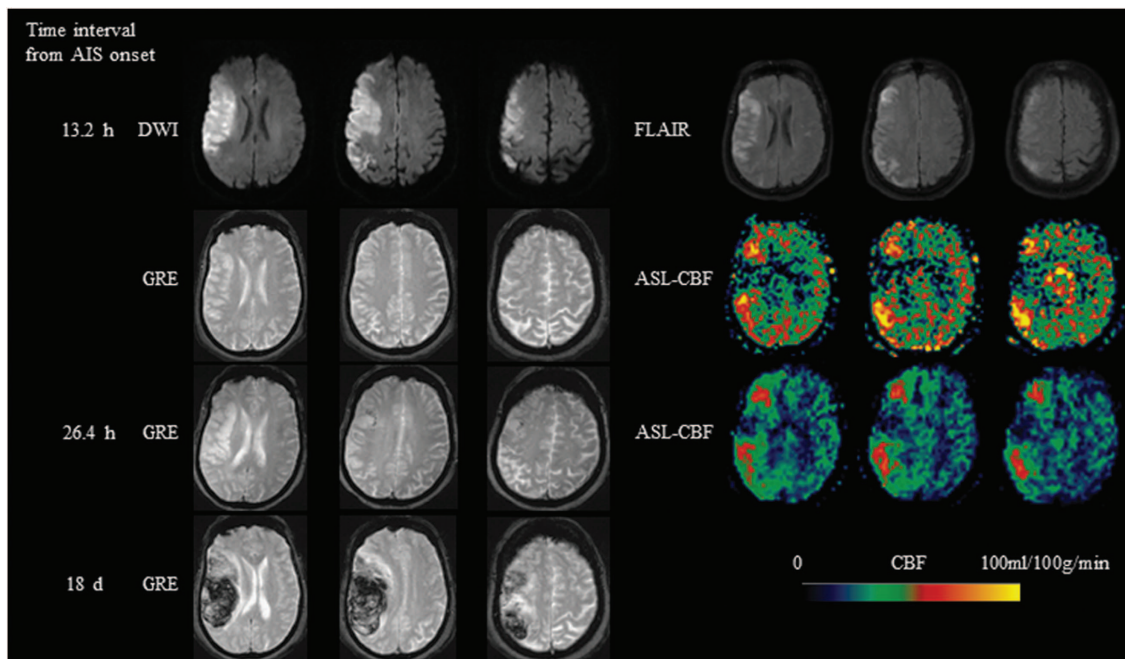 Time interval
from AIS onset
13.2 h DWI FLAIR
GRE ASL-CBF
26.4 h GRE ASL-CBF
18 d GRE
0 CBF 100ml/100g/min